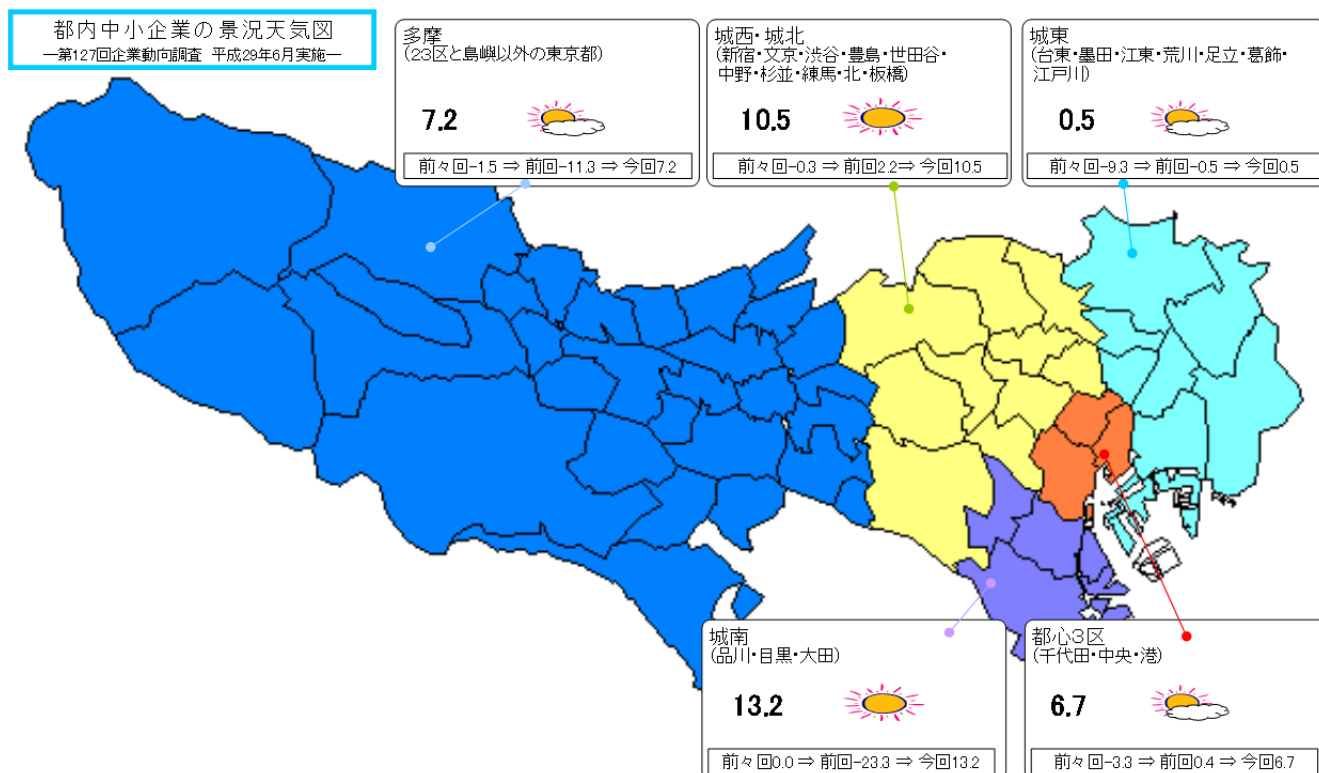 都内中小企業の景況天気図
―第127回企業動向調査 平成29年6月実施―
多摩
(23区と島嶼以外の東京都)
7.2
前々回-1.5 ⇒ 前回-11.3 ⇒ 今回7.2
城西・城北
(新宿・文京・渋谷・豊島・世田谷・
中野・杉並・練馬・北・板橋)
10.5
前々回-0.3 ⇒ 前回2.2⇒ 今回10.5
城東
(台東・墨田・江東・荒川・足立・葛飾・
江戸川)
0.5
前々回-9.3 ⇒ 前回-0.5 ⇒ 今回0.5
城南
(品川・目黒・大田)
13.2
前々回0.0 ⇒ 前回-23.3 ⇒ 今回13.2
都心3区
(千代田・中央・港)
6.7
前々回-3.3 ⇒ 前回0.4 ⇒ 今回6.7